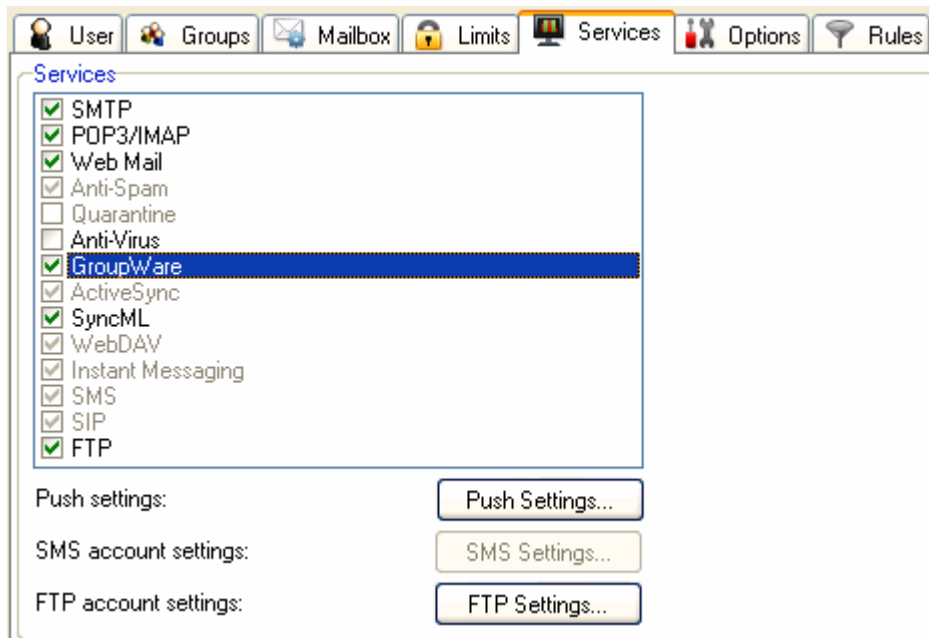 User Groups Mailbox Limits Services Options Rules
Services
SMTP
POP3/IMAP
Web Mail
Anti-Spam
Quarantine
Anti-Virus
GroupWare
ActiveSync
SyncML
WebDAV
Instant Messaging
SMS
SIP
FTP
Push settings: Push Settings...
SMS account settings: SMS Settings...
FTP account settings: FTP Settings...